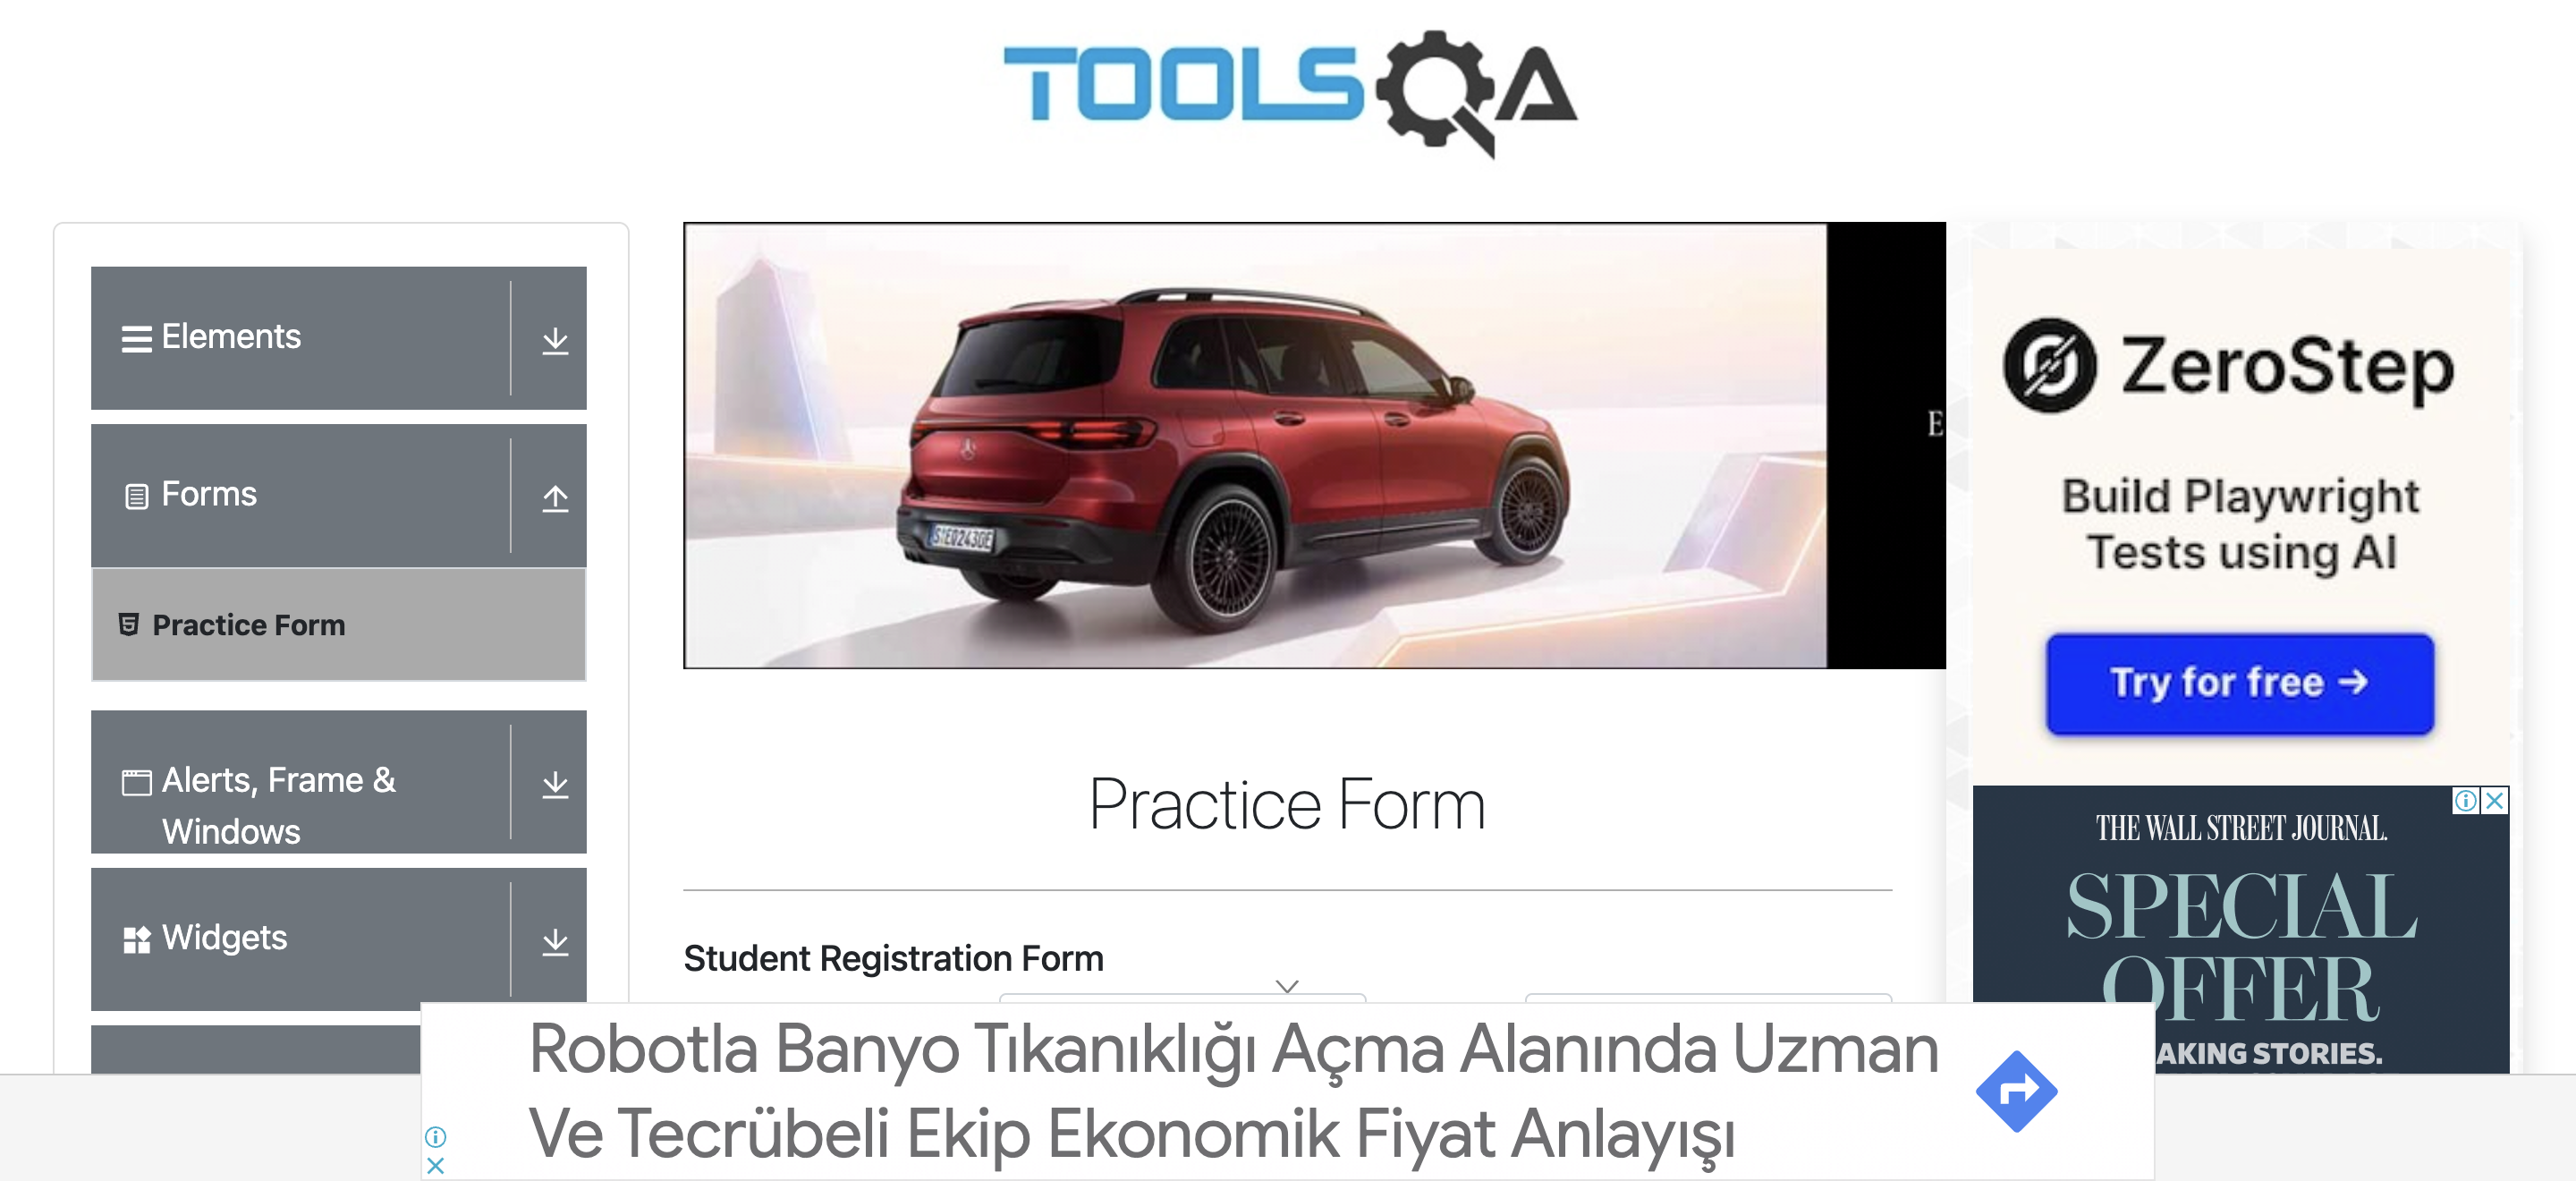 TOOLSQA
Elements
Forms
Practice Form
Alerts, Frame &
Windows
Widgets
S:EQ2430E
E
Practice Form
Student Registration Form
ZeroStep
Build Playwright
Tests using AI
Try for free →
THE WALL STREET JOURNAL.
SPECIAL
OFFER
AKING STORIES.
Robotla Banyo Tıkanıklığı Açma Alanında Uzman
Ve Tecrübeli Ekip Ekonomik Fiyat Anlayışı